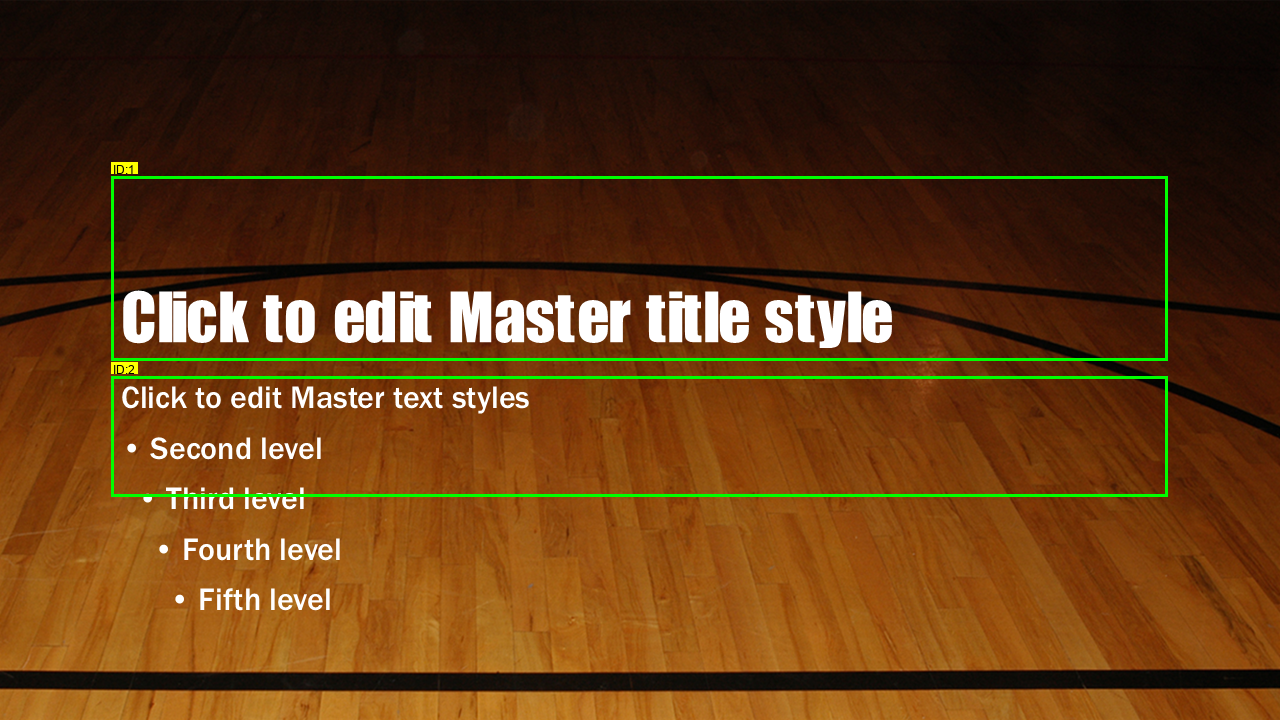 ID:1
Click to edit Master title style
ID:2
Click to edit Master text styles
• Second level
• Third level
• Fourth level
• Fifth level